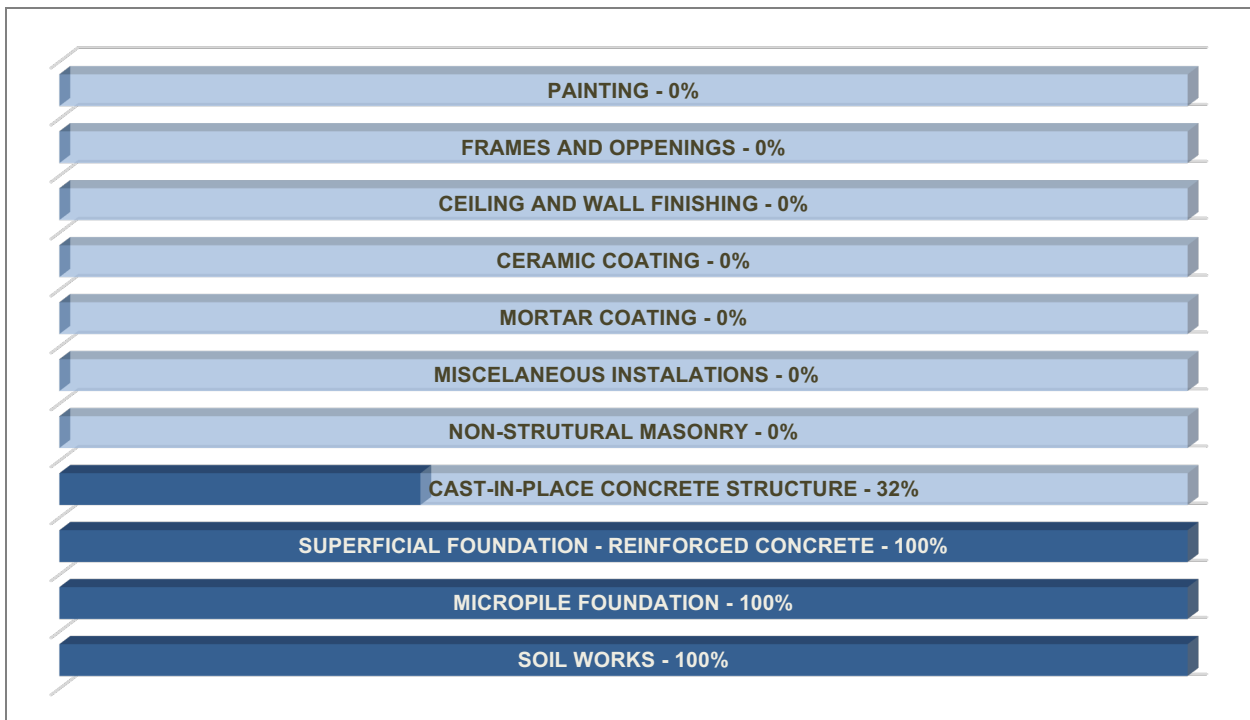 PAINTING - 0%
FRAMES AND OPPENINGS - 0%
CEILING AND WALL FINISHING - 0%
CERAMIC COATING - 0%
MORTAR COATING - 0%
MISCELANEOUS INSTALATIONS - 0%
NON-STRUTURAL MASONRY - 0%
CAST-IN-PLACE CONCRETE STRUCTURE - 32%
SUPERFICIAL FOUNDATION - REINFORCED CONCRETE - 100%
MICROPILE FOUNDATION - 100%
SOIL WORKS - 100%